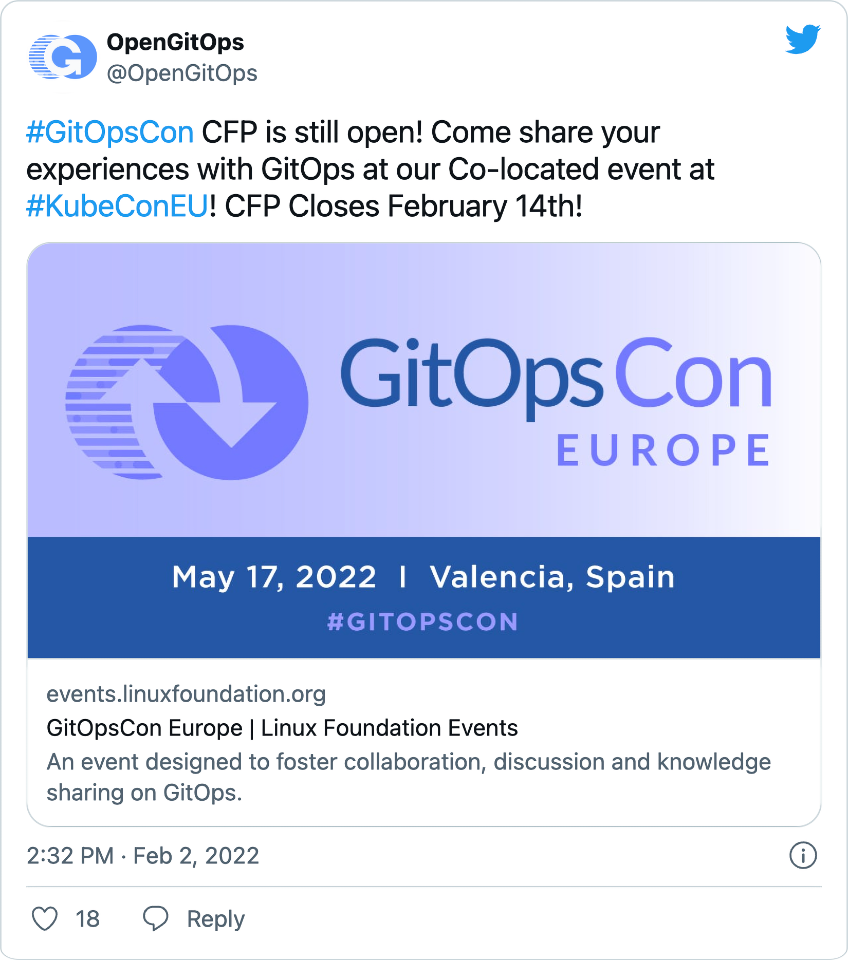 OpenGitOps
@OpenGitOps
#GitOpsCon CFP is still open! Come share your
experiences with GitOps at our Co-located event at
#KubeConEU! CFP Closes February 14th!
GitOpsCon
EUROPE
May 17, 2022 | Valencia, Spain
#GITOPSCON
events.linuxfoundation.org
GitOpsCon Europe | Linux Foundation Events
An event designed to foster collaboration, discussion and knowledge
sharing on GitOps.
2:32 PM · Feb 2, 2022
18 Reply